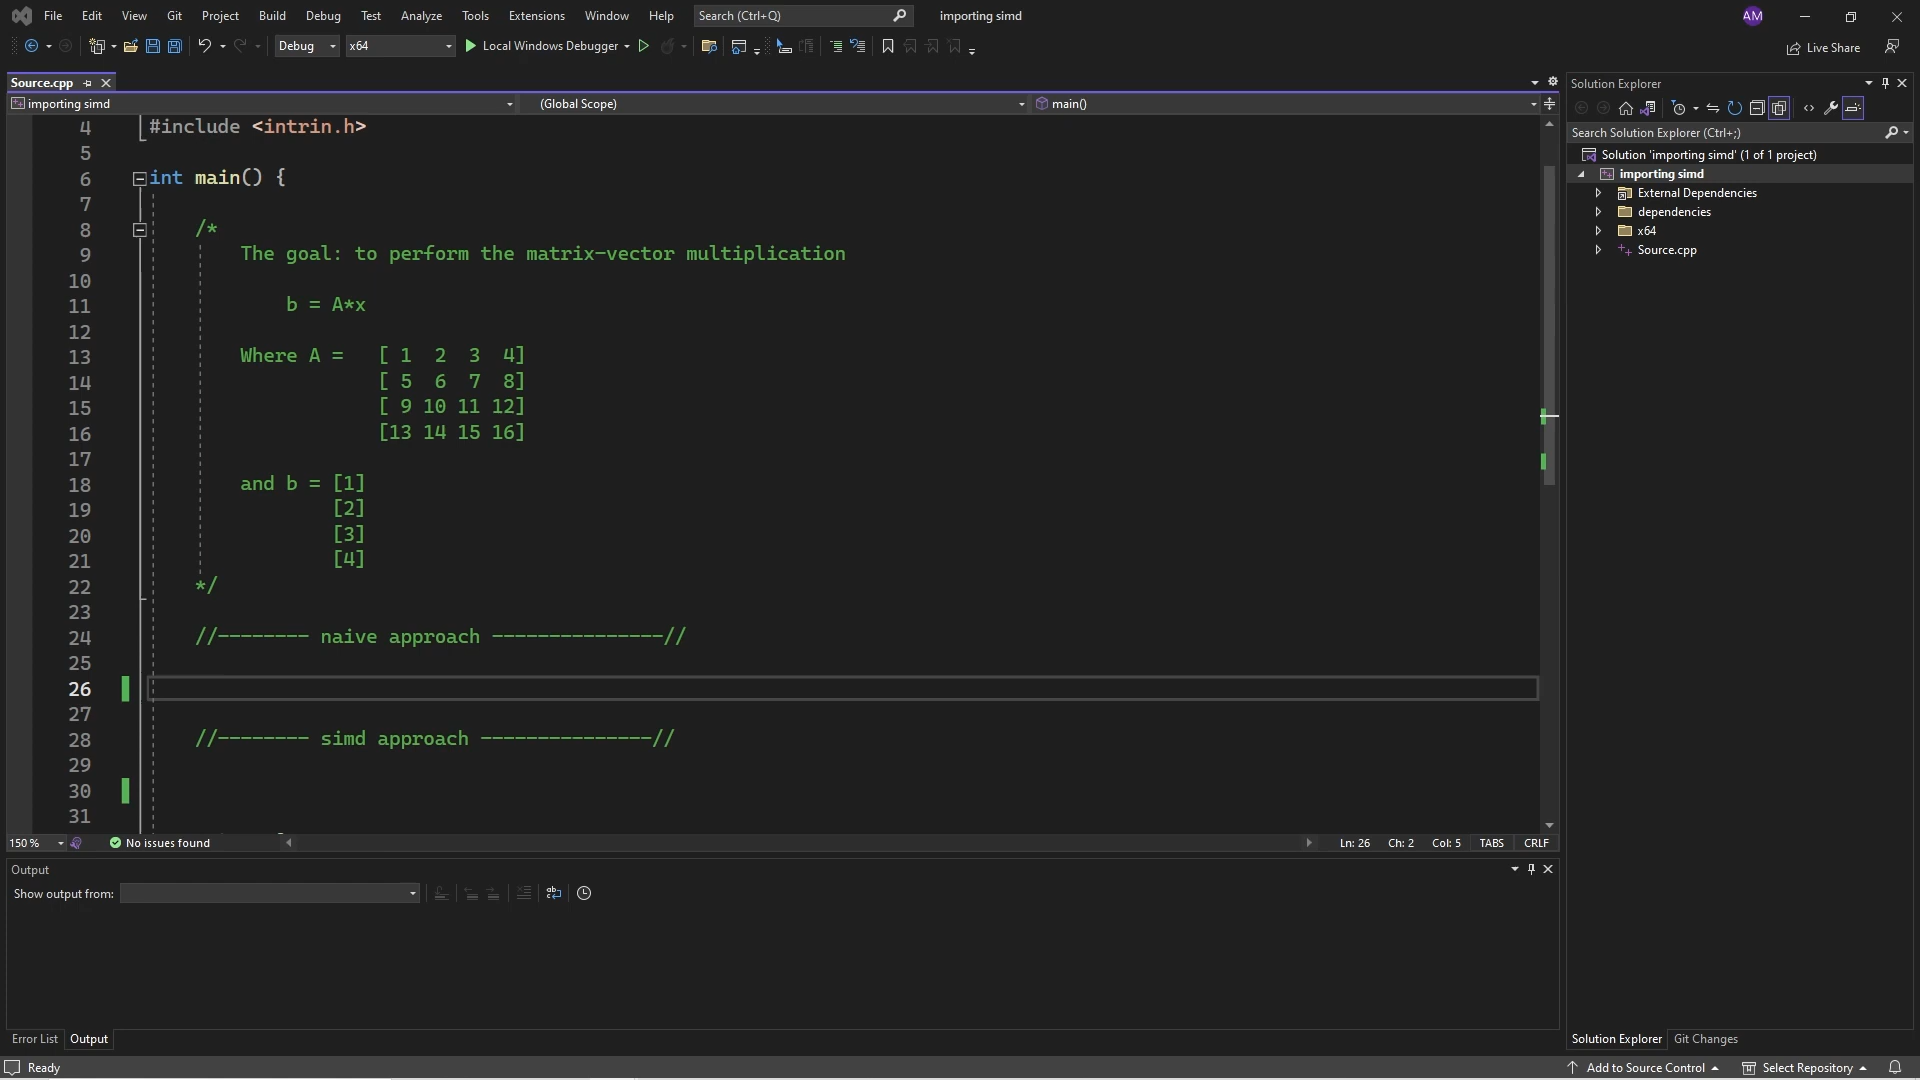 File Edit View Git Project Build Debug Test Analyze Tools Extensions Window Help Search (Ctrl+Q) importing simd AM
Debug x64 Local Windows Debugger Live Share
Source.cpp
importing simd (Global Scope) main()
4 #include <intrin.h>
5
6 int main() {
7
8 /*
9 The goal: to perform the matrix-vector multiplication
10
11 b = A*x
12
13 Where A = [ 1 2 3 4]
14 [ 5 6 7 8]
15 [ 9 10 11 12]
16 [13 14 15 16]
17
18 and b = [1]
19 [2]
20 [3]
21 [4]
22 */
23
24 //-------- naive approach ---------------//
25
26
27
28 //-------- simd approach ---------------//
29
30
31
150 % No issues found Ln: 26 Ch: 2 Col: 5 TABS CRLF
Output
Show output from:
Error List Output
Solution Explorer
Search Solution Explorer (Ctrl+;)
Solution 'importing simd' (1 of 1 project)
importing simd
External Dependencies
dependencies
x64
Source.cpp
Solution Explorer Git Changes
Ready Add to Source Control Select Repository